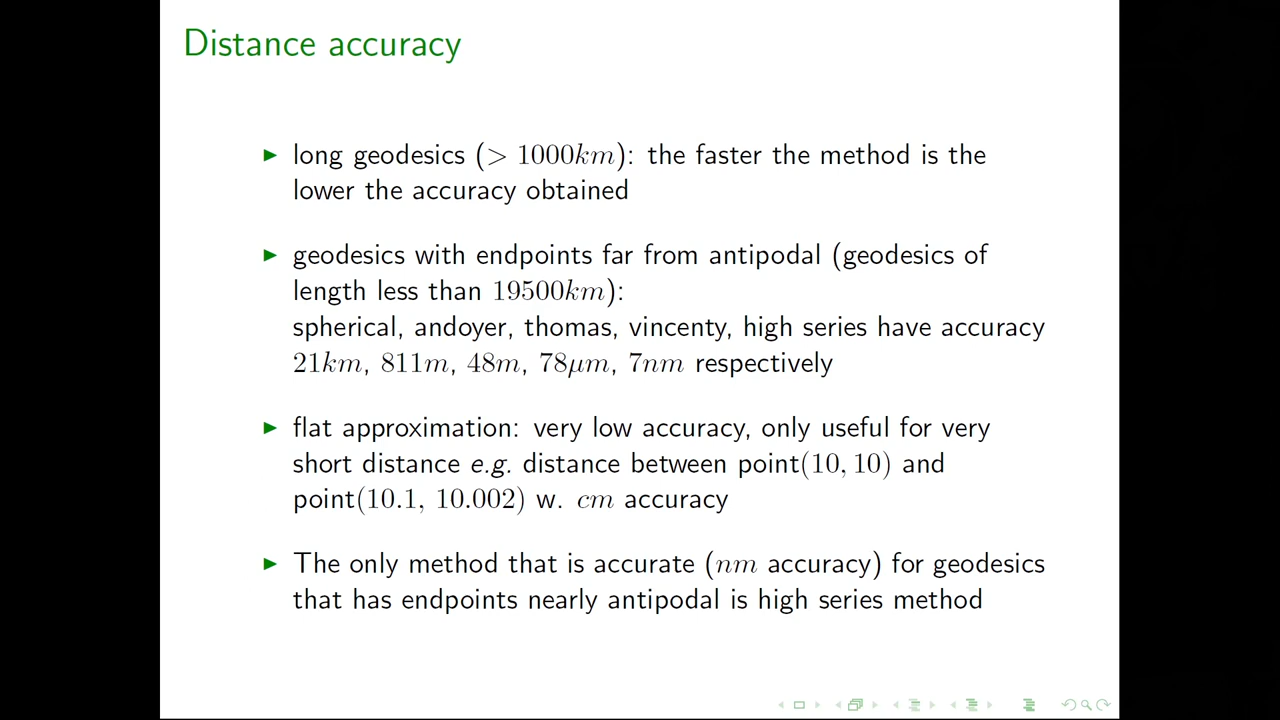 Distance accuracy
▶ long geodesics (> 1000km): the faster the method is the
lower the accuracy obtained
▶ geodesics with endpoints far from antipodal (geodesics of
length less than 19500km):
spherical, andoyer, thomas, vincenty, high series have accuracy
21km, 811m, 48m, 78μm, 7nm respectively
▶ flat approximation: very low accuracy, only useful for very
short distance e.g. distance between point(10, 10) and
point(10.1, 10.002) w. cm accuracy
▶ The only method that is accurate (nm accuracy) for geodesics
that has endpoints nearly antipodal is high series method